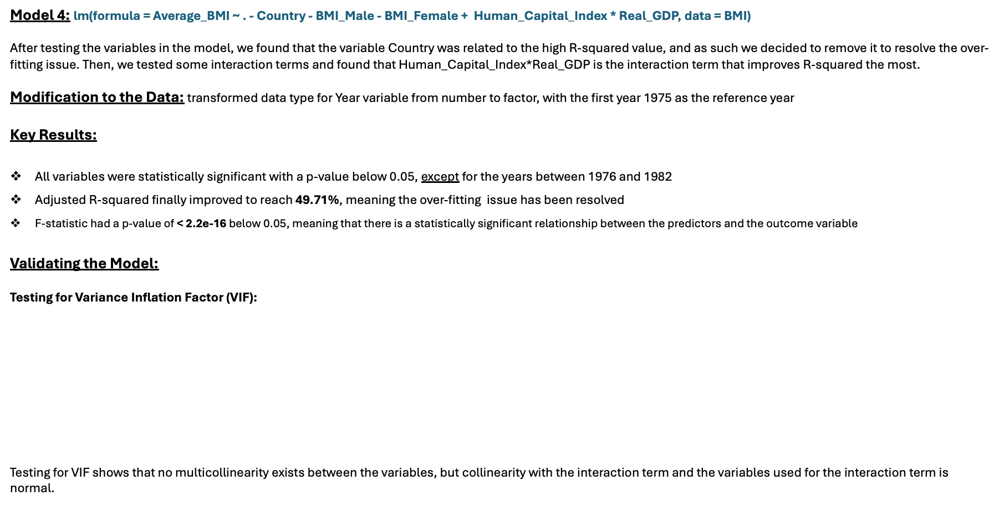 Model 4: lm(formula = Average_BMI ~ . - Country - BMI_Male - BMI_Female + Human_Capital_Index * Real_GDP, data = BMI)
After testing the variables in the model, we found that the variable Country was related to the high R-squared value, and as such we decided to remove it to resolve the over-
fitting issue. Then, we tested some interaction terms and found that Human_Capital_Index*Real_GDP is the interaction term that improves R-squared the most.
Modification to the Data: transformed data type for Year variable from number to factor, with the first year 1975 as the reference year
Key Results:
❖ All variables were statistically significant with a p-value below 0.05, except for the years between 1976 and 1982
❖ Adjusted R-squared finally improved to reach 49.71%, meaning the over-fitting issue has been resolved
❖ F-statistic had a p-value of < 2.2e-16 below 0.05, meaning that there is a statistically significant relationship between the predictors and the outcome variable
Validating the Model:
Testing for Variance Inflation Factor (VIF):
Testing for VIF shows that no multicollinearity exists between the variables, but collinearity with the interaction term and the variables used for the interaction term is
normal.